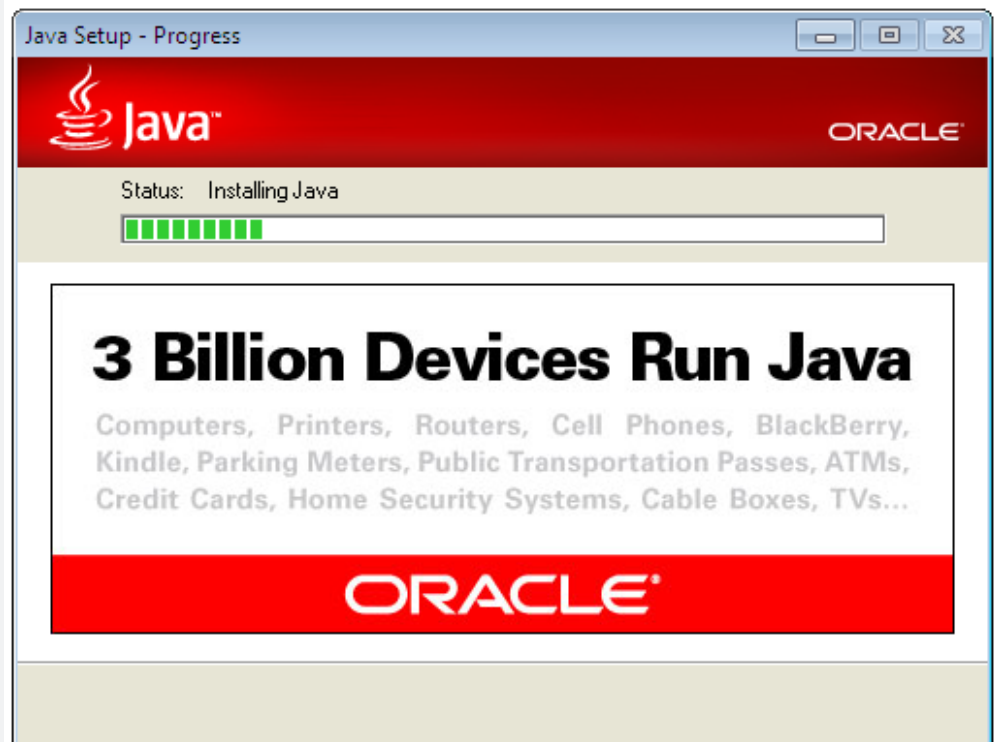 Java Setup - Progress
Java™
ORACLE®
Status: Installing Java
3 Billion Devices Run Java
Computers, Printers, Routers, Cell Phones, BlackBerry,
Kindle, Parking Meters, Public Transportation Passes, ATMs,
Credit Cards, Home Security Systems, Cable Boxes, TVs...
ORACLE®